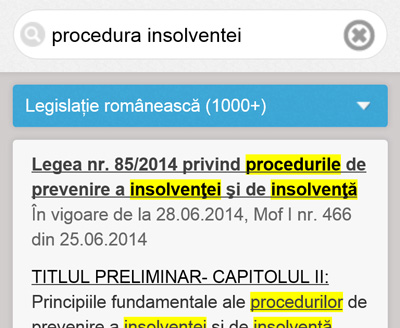 procedura insolventei
Legislație românească (1000+)
Legea nr. 85/2014 privind procedurile de
prevenire a insolvenţei şi de insolvenţă
În vigoare de la 28.06.2014, Mof I nr. 466
din 25.06.2014
TITLUL PRELIMINAR- CAPITOLUL II:
Principiile fundamentale ale procedurilor de
prevenire a insolvenţei şi de insolvenţă